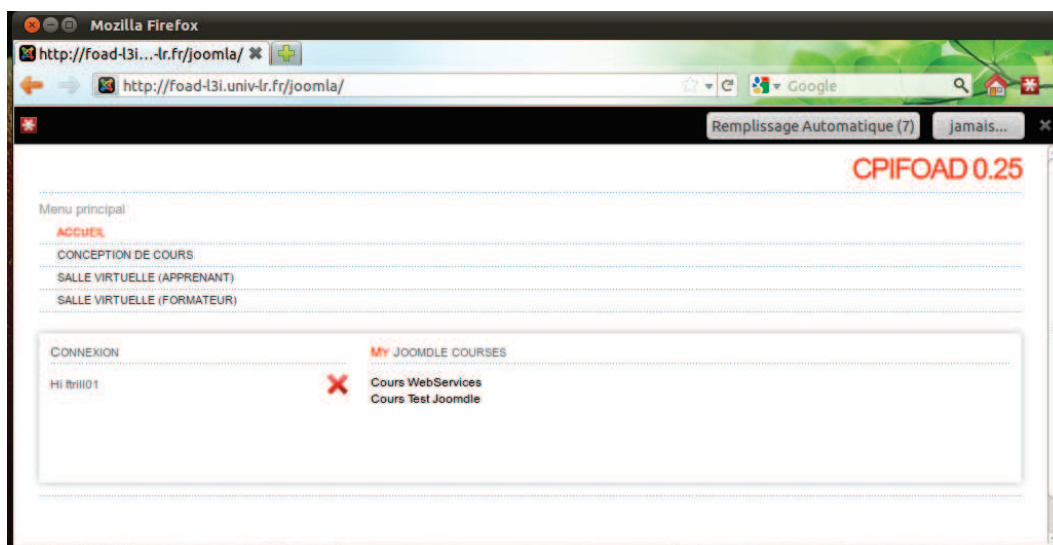 Mozilla Firefox
http://foad-l3i...-lr.fr/joomla/
http://foad-l3i.univ-lr.fr/joomla/
Google
Remplissage Automatique (7)
jamais...
CPIFOAD 0.25
Menu principal
ACCUEIL
CONCEPTION DE COURS
SALLE VIRTUELLE (APPRENANT)
SALLE VIRTUELLE (FORMATEUR)
CONNEXION
MY JOOMDLE COURSES
Hi ftrill01
Cours WebServices
Cours Test Joomdle